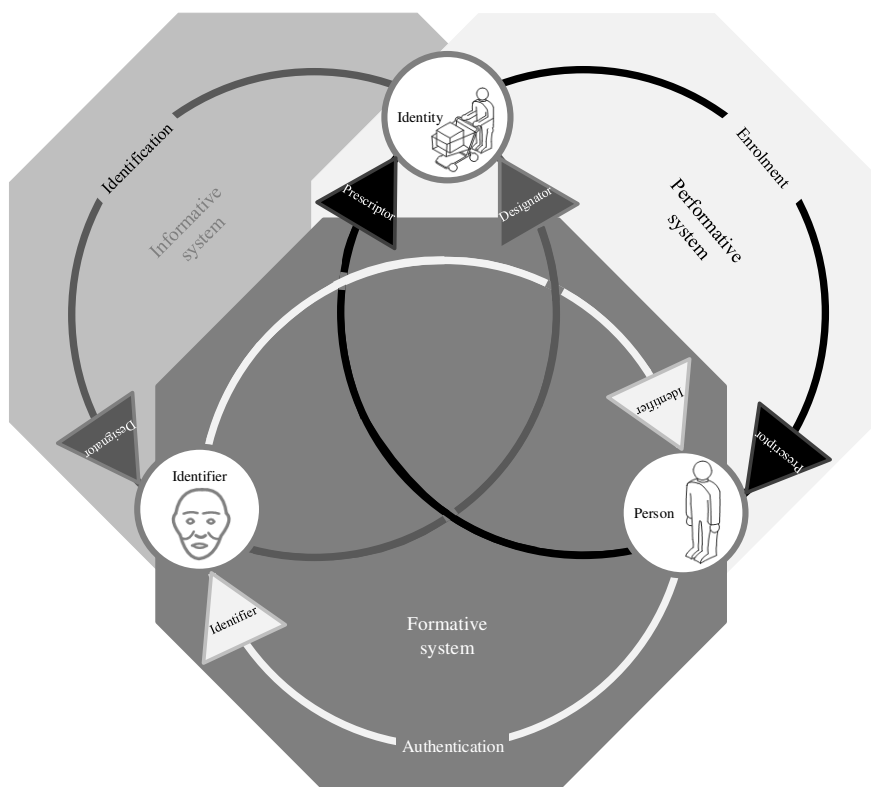 Identity
Identification
Enrolment
Prescriptor
Designator
Informative
system
Performative
system
Identifier
Designator
Prescriptor
Identifier
Person
Identifier
Formative
system
Authentication